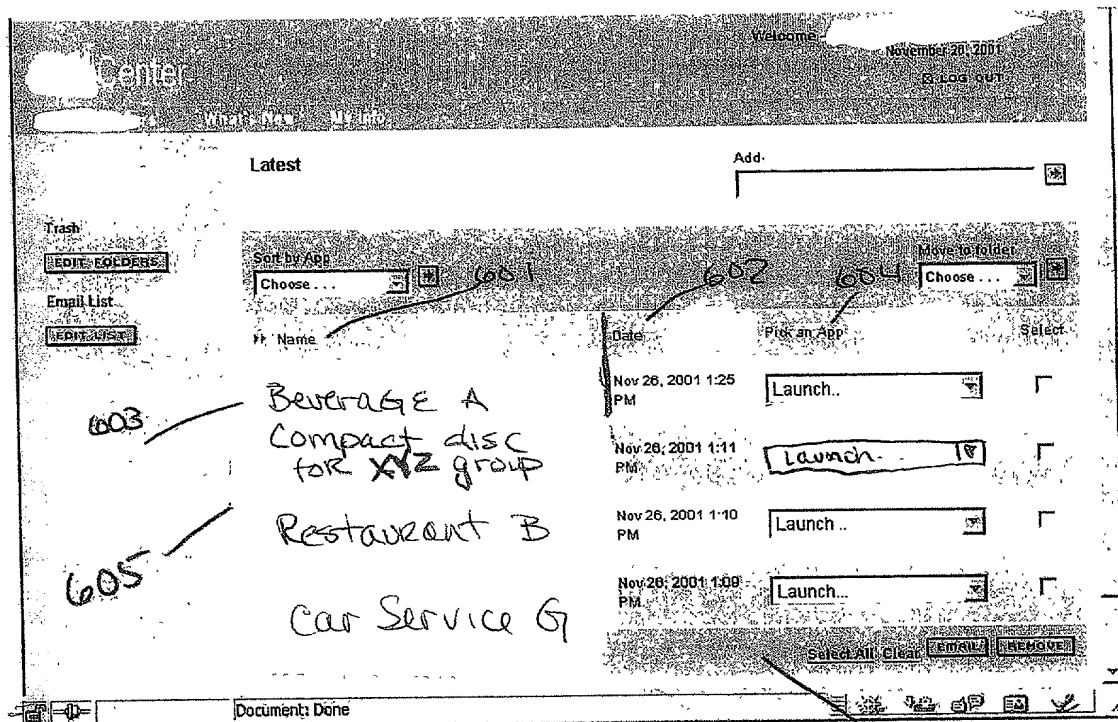 Welcome
November 20, 2001
Center
LOG OUT
What's New My Info
Latest
Add
Trash
EDIT FOLDERS
Sort by App
Move to folder
601 602 604
Choose ...
Choose ...
Email List
EDIT LIST
Name
Date
Pick an App
Select
603
Beverage A
Nov 26, 2001 1:25
PM
Launch..
Compact disc
for XYZ group
Nov 26, 2001 1:11
PM
Launch..
605
Restaurant B
Nov 26, 2001 1:10
PM
Launch ..
Car Service G
Nov 26, 2001 1:09
PM
Launch...
Select All Clear EMAIL REMOVE
Document: Done